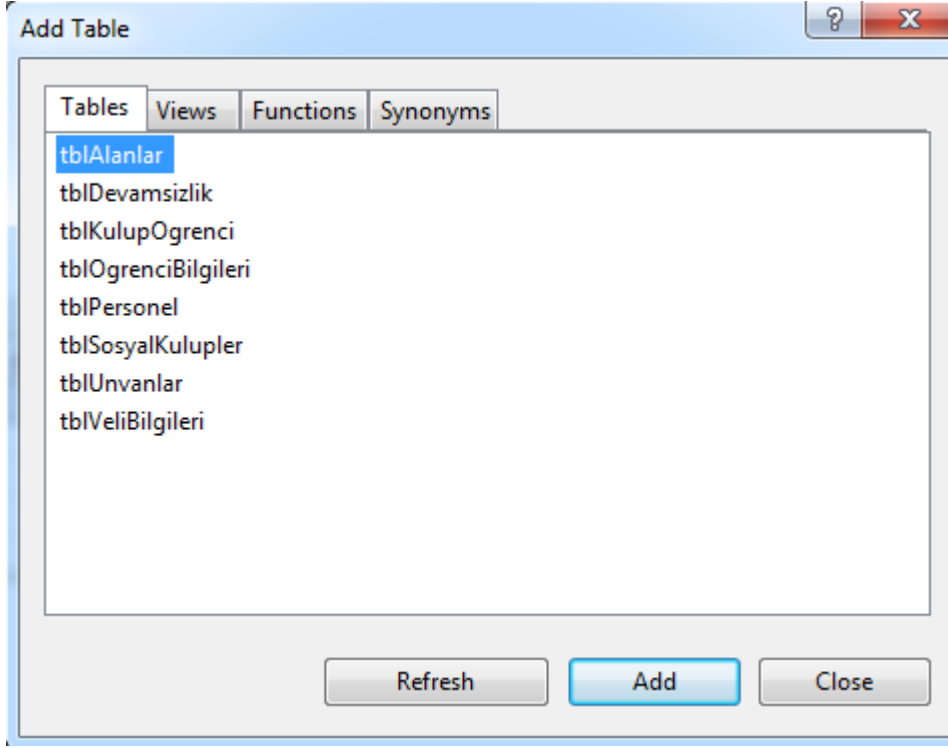 Add Table
Tables Views Functions Synonyms
tblAlanlar
tblDevamsizlik
tblKulupOgrenci
tblOgrenciBilgileri
tblPersonel
tblSosyalKulupler
tblUnvanlar
tblVeliBilgileri
Refresh Add Close